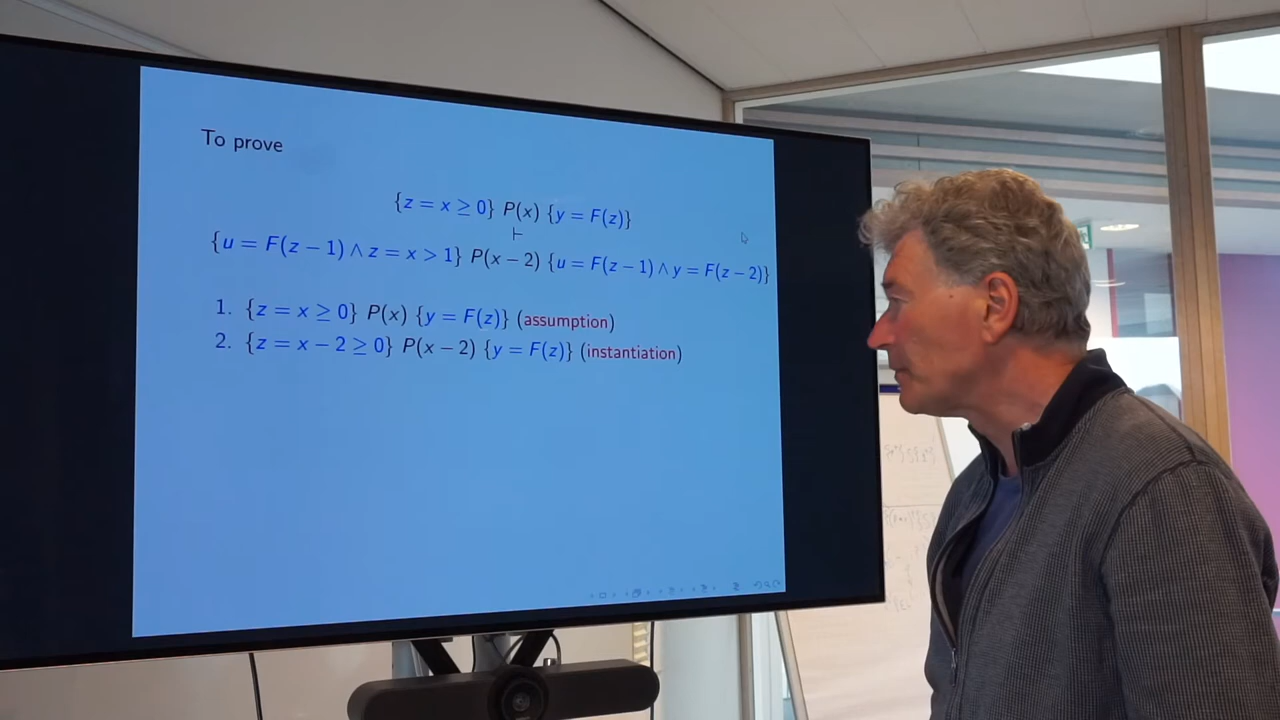 To prove
{z = x ≥ 0} P(x) {y = F(z)}
⊢
{u = F(z − 1) ∧ z = x > 1} P(x − 2) {u = F(z − 1) ∧ y = F(z − 2)}
1. {z = x ≥ 0} P(x) {y = F(z)} (assumption)
2. {z = x − 2 ≥ 0} P(x − 2) {y = F(z)} (instantiation)